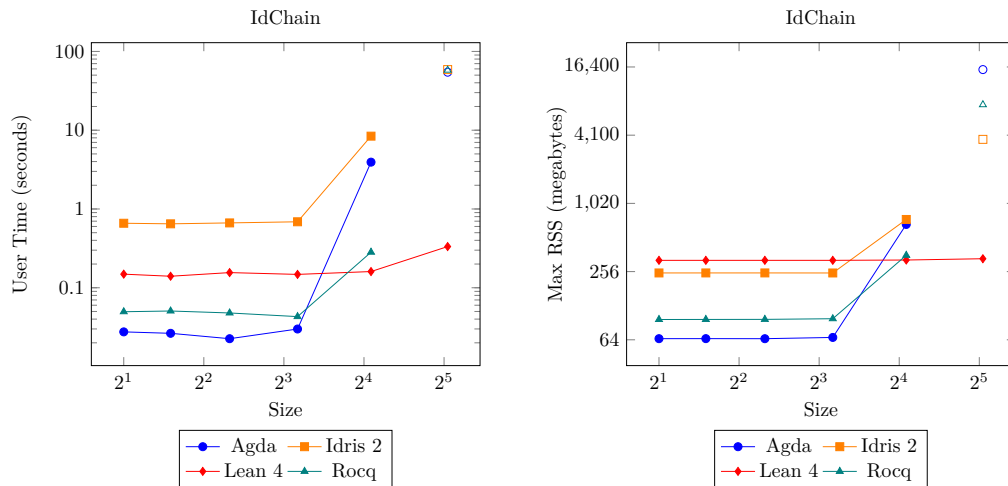 IdChain
100
10
1
0.1
User Time (seconds)
2^1 2^2 2^3 2^4 2^5
Size
Agda Idris 2
Lean 4 Rocq
IdChain
16,400
4,100
1,020
256
64
Max RSS (megabytes)
2^1 2^2 2^3 2^4 2^5
Size
Agda Idris 2
Lean 4 Rocq